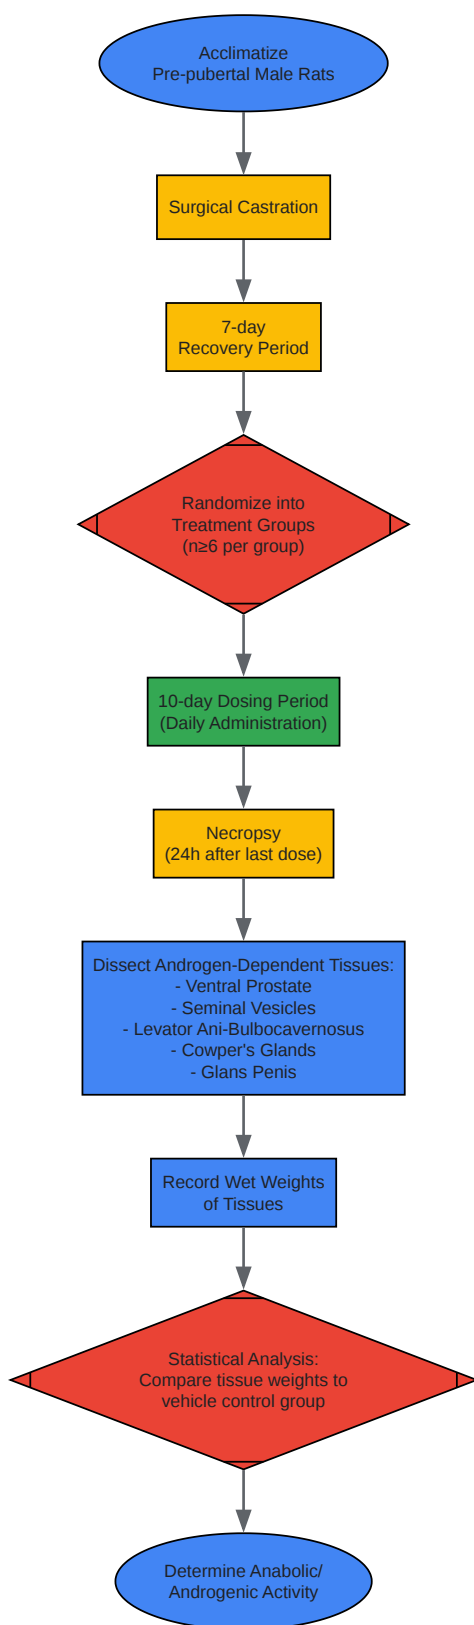 Acclimatize
Pre-pubertal Male Rats
Surgical Castration
7-day
Recovery Period
Randomize into
Treatment Groups
(n≥6 per group)
10-day Dosing Period
(Daily Administration)
Necropsy
(24h after last dose)
Dissect Androgen-Dependent Tissues:
- Ventral Prostate
- Seminal Vesicles
- Levator Ani-Bulbocavernosus
- Cowper's Glands
- Glans Penis
Record Wet Weights
of Tissues
Statistical Analysis:
Compare tissue weights to
vehicle control group
Determine Anabolic/
Androgenic Activity